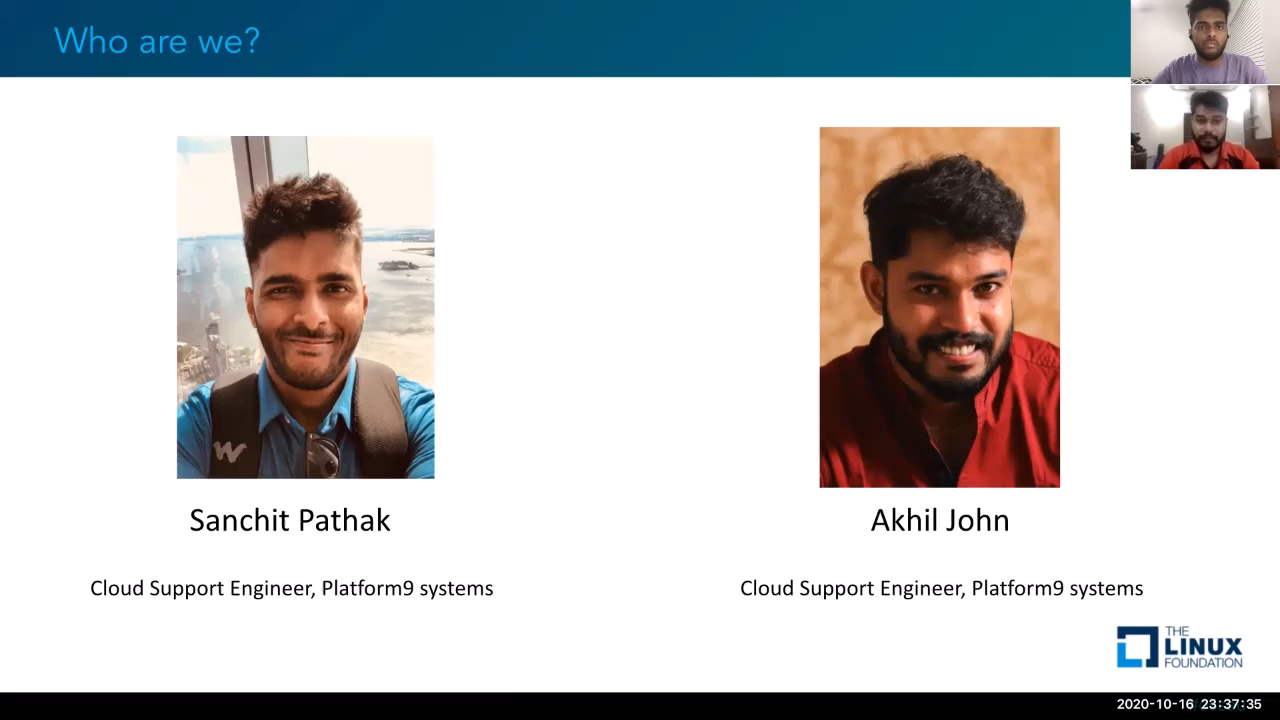 Who are we?
Sanchit Pathak
Akhil John
Cloud Support Engineer, Platform9 systems
Cloud Support Engineer, Platform9 systems
THE
LINUX
FOUNDATION
2020-10-16 23:37:35